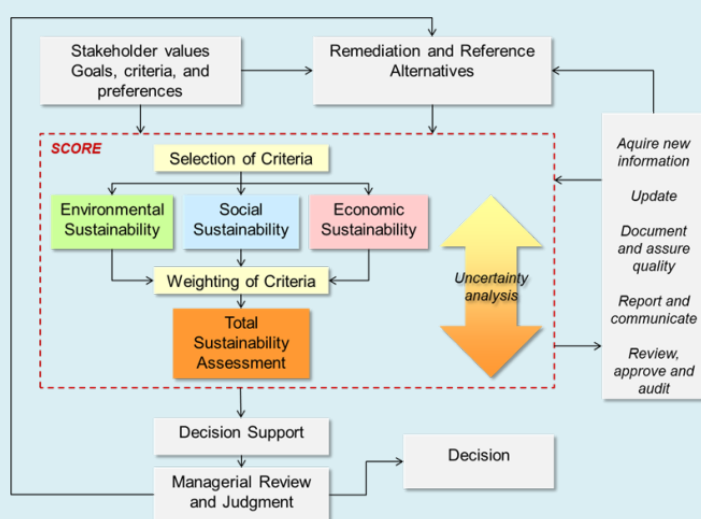 Stakeholder values
Goals, criteria, and
preferences
Remediation and Reference
Alternatives
SCORE
Selection of Criteria
Environmental
Sustainability
Social
Sustainability
Economic
Sustainability
Weighting of Criteria
Total
Sustainability
Assessment
Uncertainty
analysis
Aquire new
information
Update
Document
and assure
quality
Report and
communicate
Review,
approve and
audit
Decision Support
Managerial Review
and Judgment
Decision